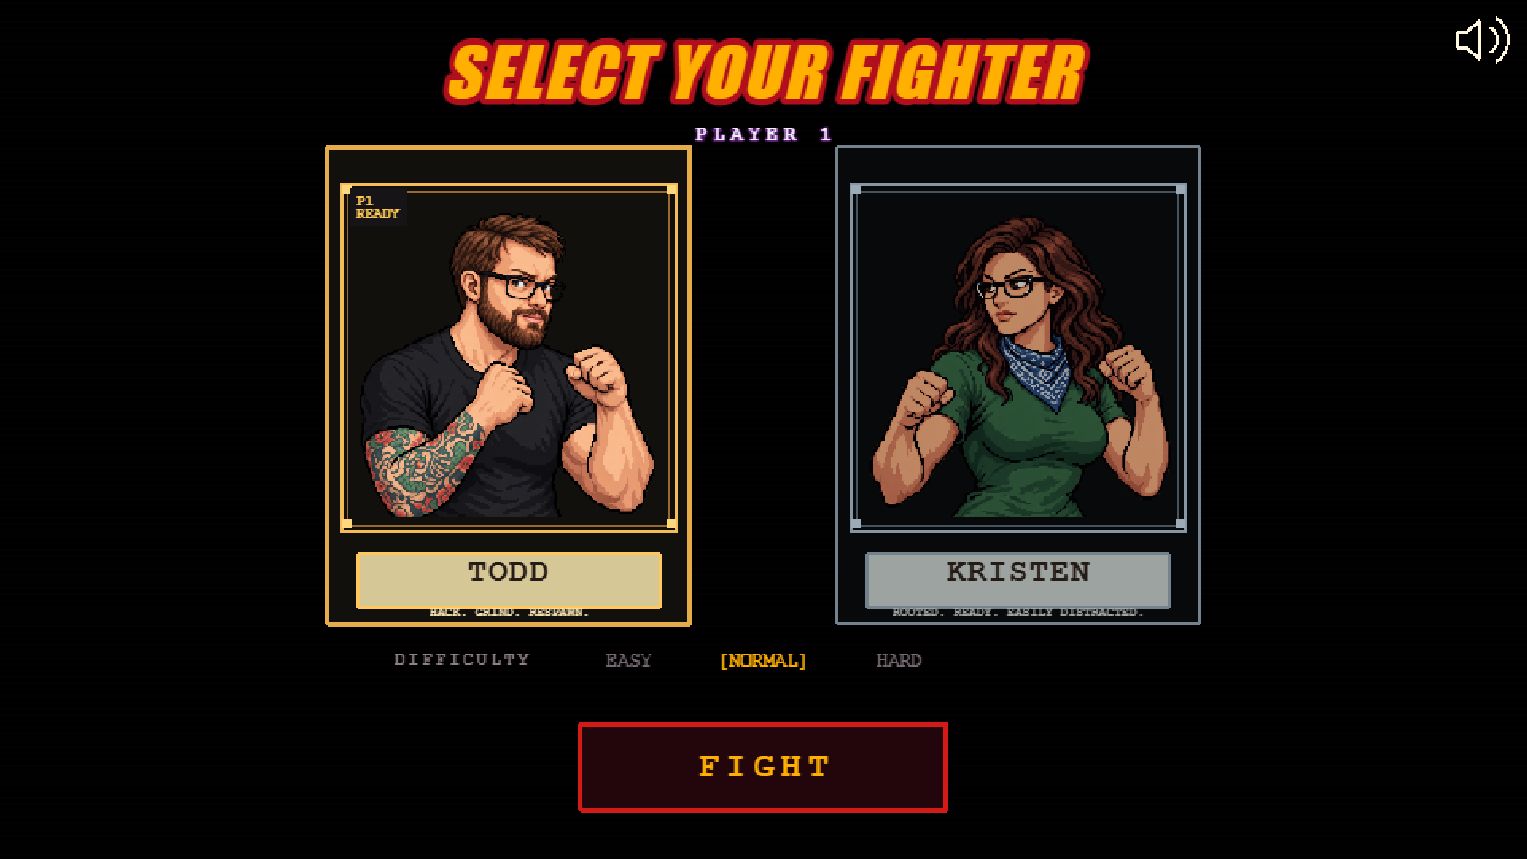 SELECT YOUR FIGHTER
PLAYER 1
P1
READY
TODD
HACK. GRIND. RESPAWN.
KRISTEN
ROOTED. READY. EASILY DISTRACTED.
DIFFICULTY EASY [NORMAL] HARD
FIGHT